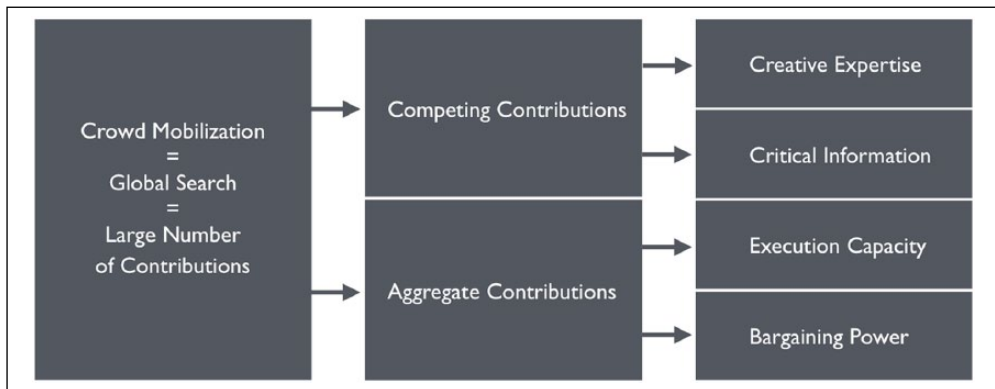 Crowd Mobilization
=
Global Search
=
Large Number
of Contributions
Competing Contributions
Aggregate Contributions
Creative Expertise
Critical Information
Execution Capacity
Bargaining Power